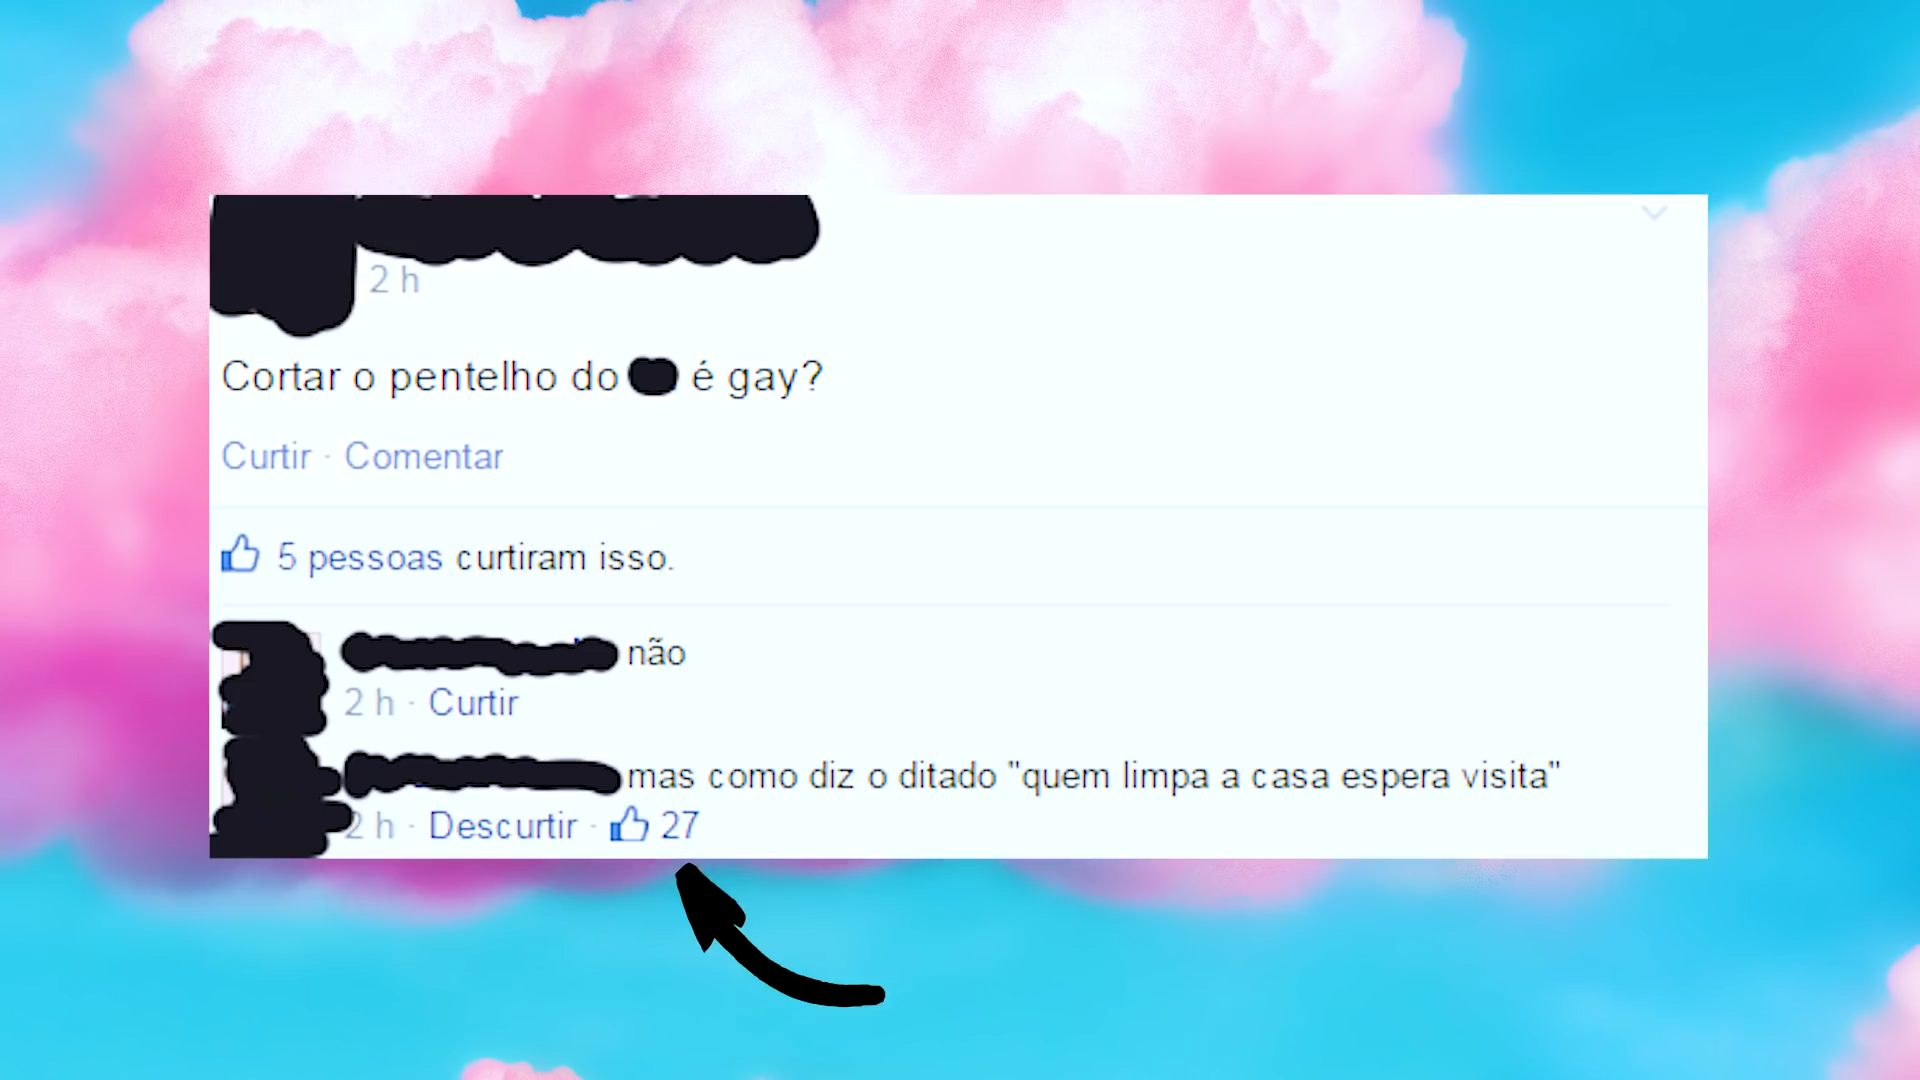 2 h
Cortar o pentelho do é gay?
Curtir · Comentar
5 pessoas curtiram isso.
não
2 h · Curtir
mas como diz o ditado "quem limpa a casa espera visita"
2 h · Descurtir · 27